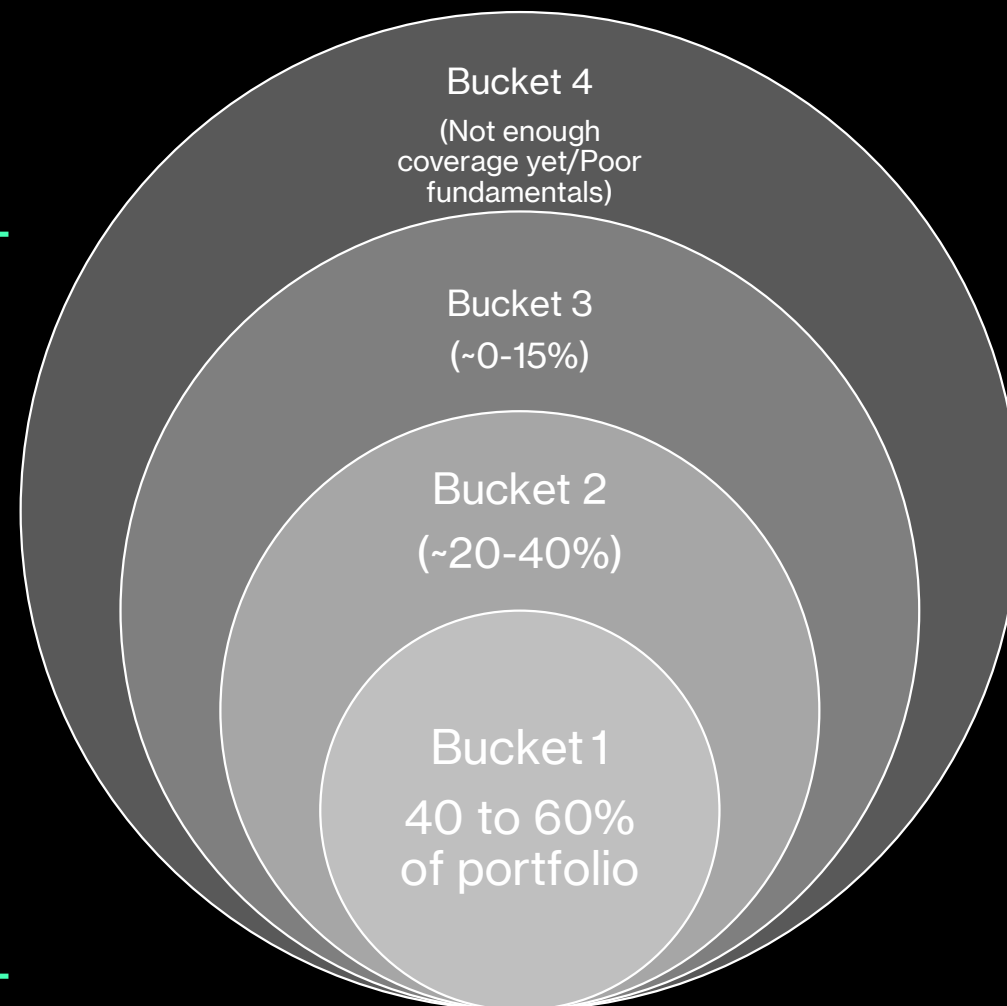 Bucket 4
(Not enough
coverage yet/Poor
fundamentals)
Bucket 3
(~0-15%)
Bucket 2
(~20-40%)
Bucket 1
40 to 60%
of portfolio